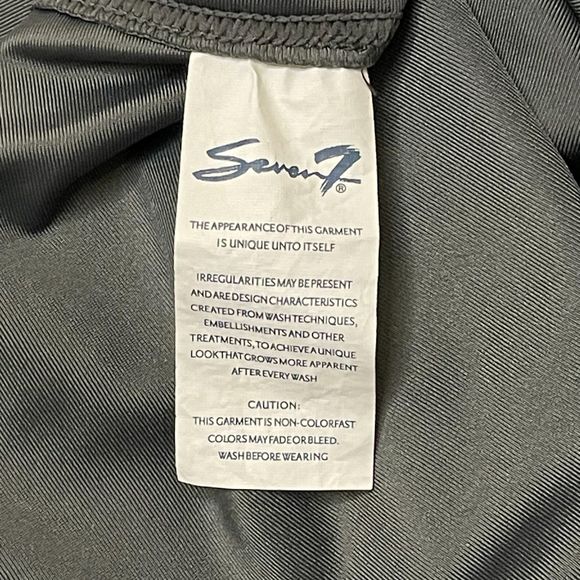 Seven7®
THE APPEARANCE OF THIS GARMENT
IS UNIQUE UNTO ITSELF
IRREGULARITIES MAY BE PRESENT
AND ARE DESIGN CHARACTERISTICS
CREATED FROM WASH TECHNIQUES,
EMBELLISHMENTS AND OTHER
TREATMENTS, TO ACHIEVE A UNIQUE
LOOK THAT GROWS MORE APPARENT
AFTER EVERY WASH
CAUTION:
THIS GARMENT IS NON-COLORFAST
COLORS MAY FADE OR BLEED.
WASH BEFORE WEARING